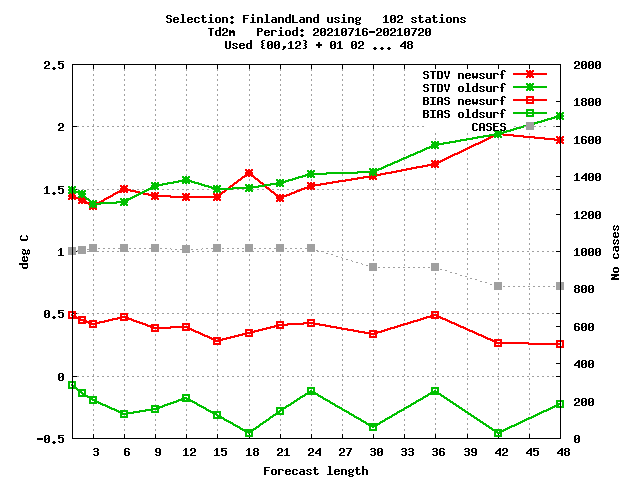 Selection: FinlandLand using   102 stations
Td2m   Period: 20210716-20210720
Used {00,12} + 01 02 ... 48
STDV newsurf
STDV oldsurf
BIAS newsurf
BIAS oldsurf
CASES
2.5
2
1.5
1
0.5
0
-0.5
deg C
2000
1800
1600
1400
1200
1000
800
600
400
200
0
No cases
3 6 9 12 15 18 21 24 27 30 33 36 39 42 45 48
Forecast length